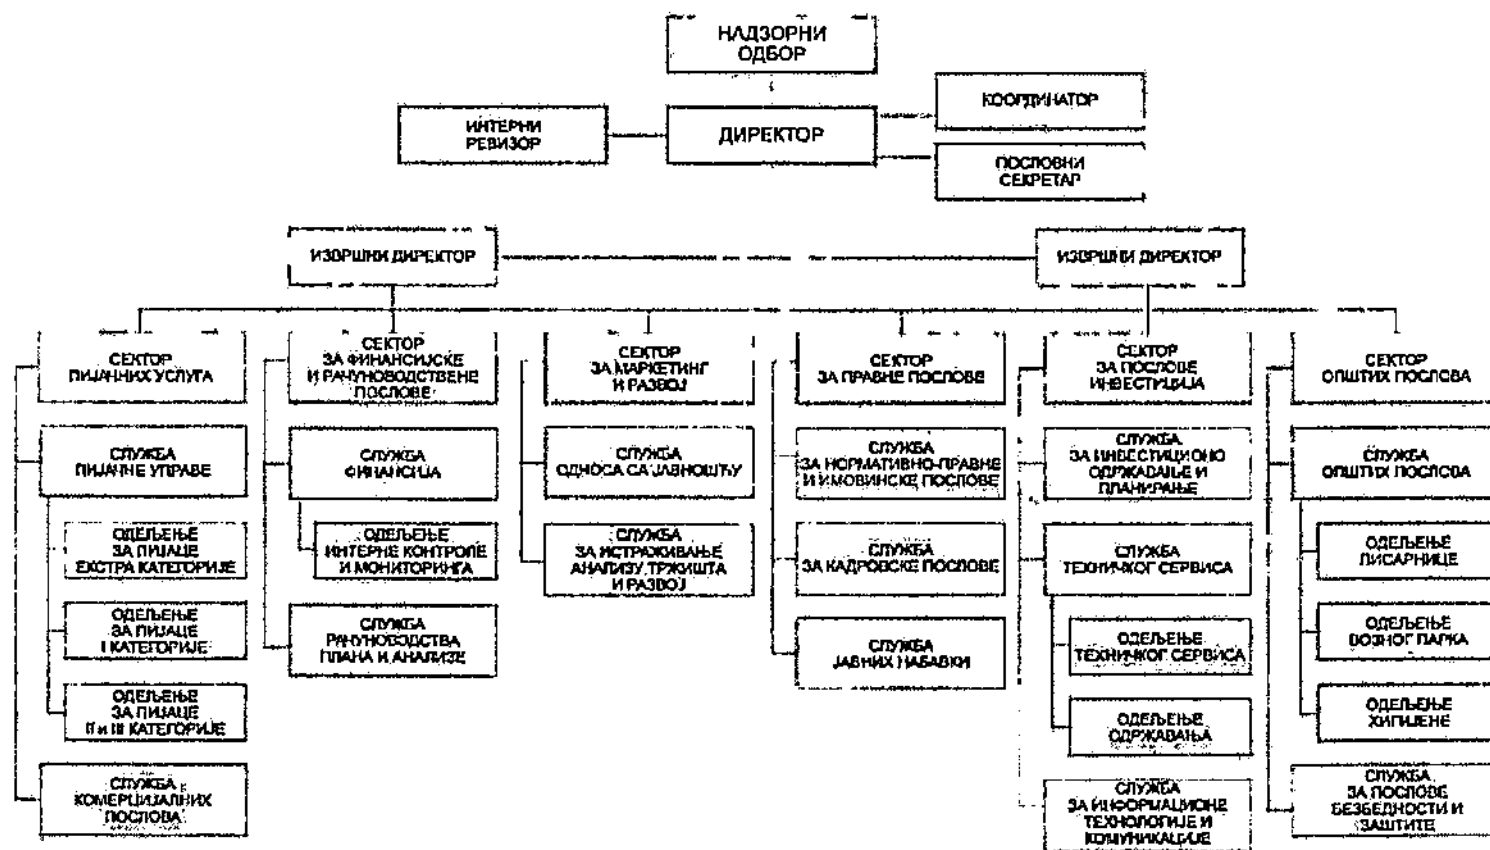 НАДЗОРНИ
ОДБОР
КООРДИНАТОР
ИНТЕРНИ
РЕВИЗОР
ДИРЕКТОР
ПОСЛОВНИ
СЕКРЕТАР
ИЗВРШНИ ДИРЕКТОР
ИЗВРШНИ ДИРЕКТОР
СЕКТОР
ПИЈАЧНИХ УСЛУГА
СЛУЖБА
ПИЈАЧНЕ УПРАВЕ
ОДЕЉЕЊЕ
ЗА ПИЈАЦЕ
ЕКСТРА КАТЕГОРИЈЕ
ОДЕЉЕЊЕ
ЗА ПИЈАЦЕ
I КАТЕГОРИЈЕ
ОДЕЉЕЊЕ
ЗА ПИЈАЦЕ
II и III КАТЕГОРИЈЕ
СЛУЖБА
КОМЕРЦИЈАЛНИХ
ПОСЛОВА
СЕКТОР
ЗА ФИНАНСИЈСКЕ
И РАЧУНОВОДСТВЕНЕ
ПОСЛОВЕ
СЛУЖБА
ФИНАНСИЈА
ОДЕЉЕЊЕ
ИНТЕРНЕ КОНТРОЛЕ
И МОНИТОРИНГА
СЛУЖБА
РАЧУНОВОДСТВА
ПЛАНА И АНАЛИЗЕ
СЕКТОР
ЗА МАРКЕТИНГ
И РАЗВОЈ
СЛУЖБА
ОДНОСА СА ЈАВНОШЋУ
СЛУЖБА
ЗА ИСТРАЖИВАЊЕ
АНАЛИЗУ ТРЖИШТА
И РАЗВОЈ
СЕКТОР
ЗА ПРАВНЕ ПОСЛОВЕ
СЛУЖБА
ЗА НОРМАТИВНО-ПРАВНЕ
И ИМОВИНСКЕ ПОСЛОВЕ
СЛУЖБА
ЗА КАДРОВСКЕ ПОСЛОВЕ
СЛУЖБА
ЈАВНИХ НАБАВКИ
СЕКТОР
ЗА ПОСЛОВЕ
ИНВЕСТИЦИЈА
СЛУЖБА
ЗА ИНВЕСТИЦИОНО
ОДРЖАВАЊЕ И
ПЛАНИРАЊЕ
СЛУЖБА
ТЕХНИЧКОГ СЕРВИСА
ОДЕЉЕЊЕ
ТЕХНИЧКОГ СЕРВИСА
ОДЕЉЕЊЕ
ОДРЖАВАЊА
СЛУЖБА
ЗА ИНФОРМАЦИОНЕ
ТЕХНОЛОГИЈЕ И
КОМУНИКАЦИЈЕ
СЕКТОР
ОПШТИХ ПОСЛОВА
СЛУЖБА
ОПШТИХ ПОСЛОВА
ОДЕЉЕЊЕ
ПИСАРНИЦЕ
ОДЕЉЕЊЕ
ВОЗНОГ ПАРКА
ОДЕЉЕЊЕ
ХИГИЈЕНЕ
СЛУЖБА
ЗА ПОСЛОВЕ
БЕЗБЕДНОСТИ И
ЗАШТИТЕ